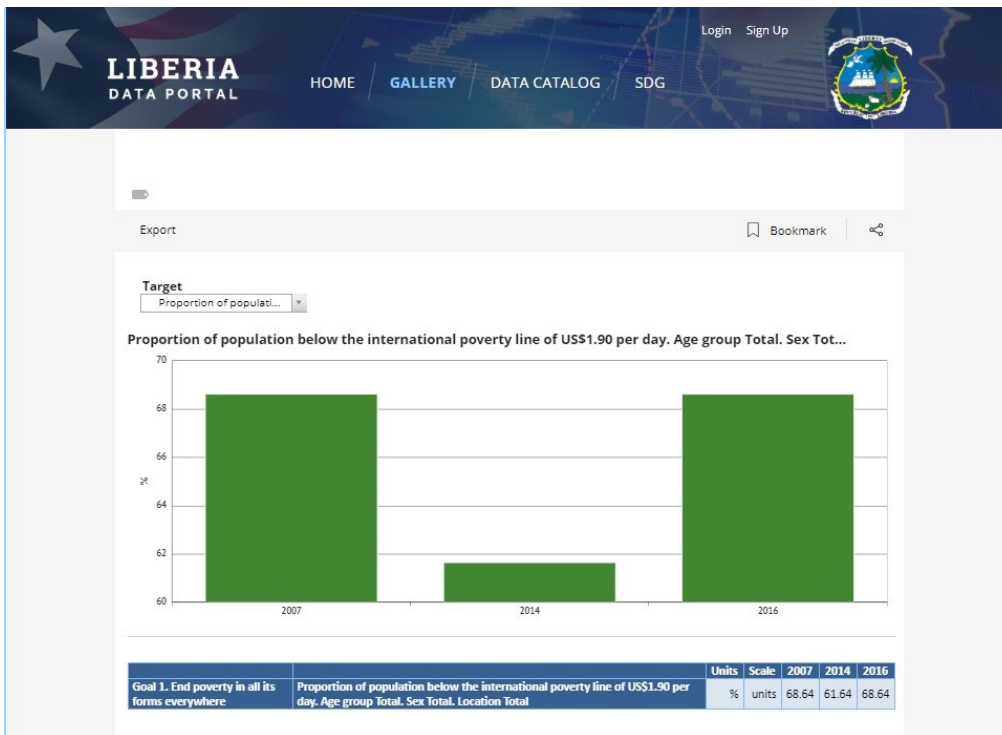 Login Sign Up
LIBERIA
DATA PORTAL
HOME GALLERY DATA CATALOG SDG
Export Bookmark
Target
Proportion of populati...
Proportion of population below the international poverty line of US$1.90 per day. Age group Total. Sex Tot...
70
68
66
%
64
62
60
2007 2014 2016
Units Scale 2007 2014 2016
Goal 1. End poverty in all its forms everywhere
Proportion of population below the international poverty line of US$1.90 per
day. Age group Total. Sex Total. Location Total
% units 68.64 61.64 68.64